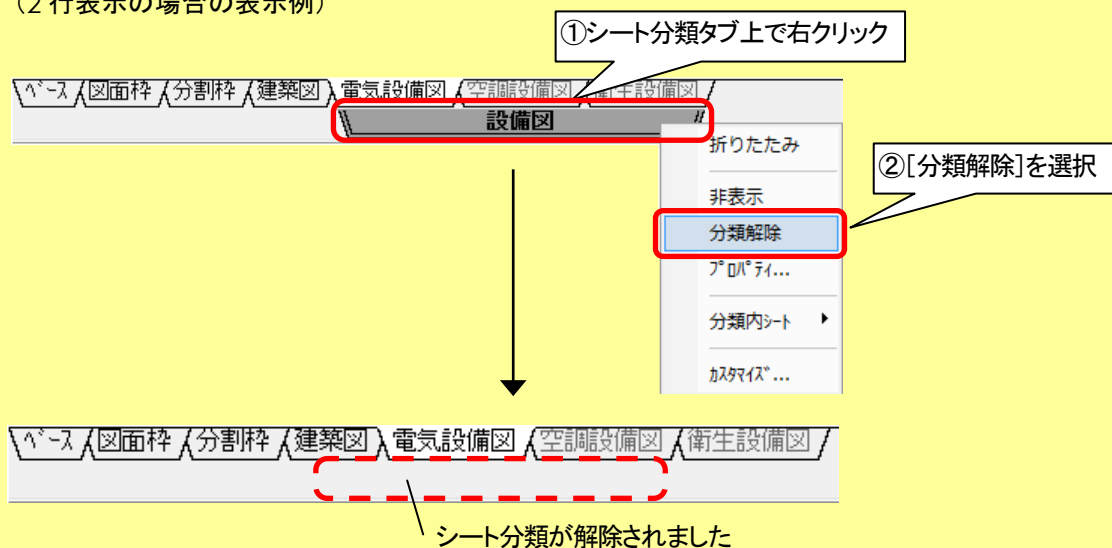 (2行表示の場合の表示例)
①シート分類タブ上で右クリック
ﾍﾞｰｽ 図面枠 分割枠 建築図 電気設備図 空調設備図 衛生設備図
設備図
折りたたみ
②[分類解除]を選択
非表示
分類解除
ﾌﾟﾛﾊﾟﾃｨ...
分類内ｼｰﾄ
ｶｽﾀﾏｲｽﾞ...
ﾍﾞｰｽ 図面枠 分割枠 建築図 電気設備図 空調設備図 衛生設備図
シート分類が解除されました